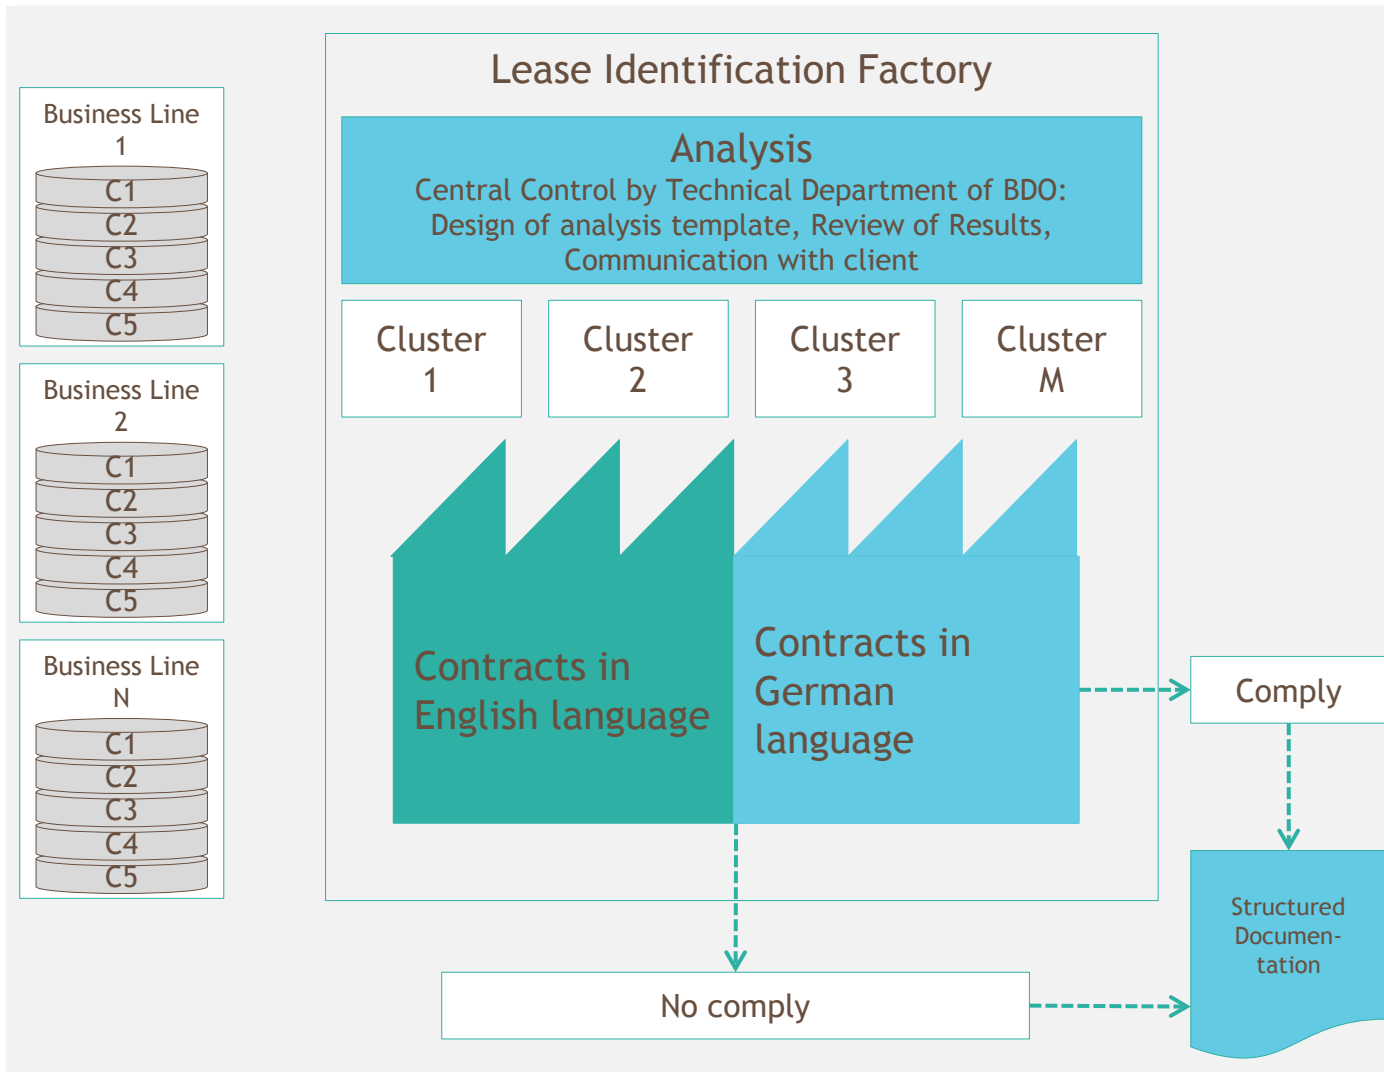 Lease Identification Factory
Business Line
1
C1
C2
C3
C4
C5
Business Line
2
C1
C2
C3
C4
C5
Business Line
N
C1
C2
C3
C4
C5
Analysis
Central Control by Technical Department of BDO:
Design of analysis template, Review of Results,
Communication with client
Cluster
1
Cluster
2
Cluster
3
Cluster
M
Contracts in
English language
Contracts in
German
language
Comply
Structured
Documen-
tation
No comply